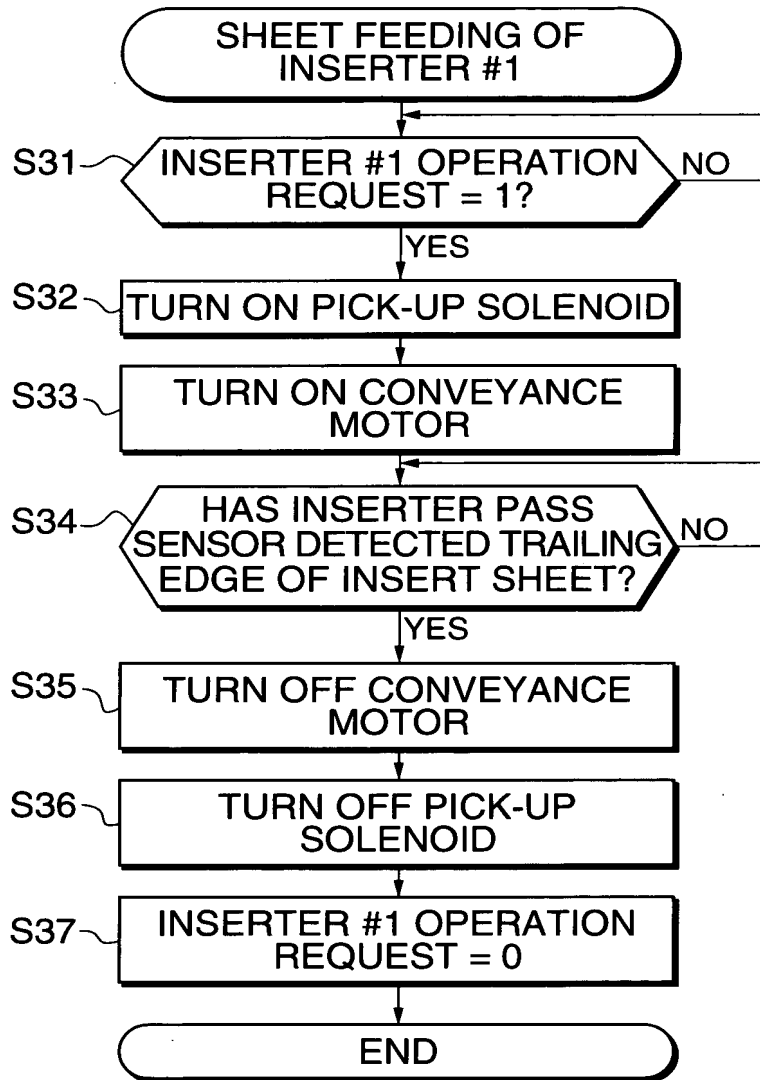 SHEET FEEDING OF
INSERTER #1
S31
INSERTER #1 OPERATION
REQUEST = 1?
NO
YES
S32
TURN ON PICK-UP SOLENOID
S33
TURN ON CONVEYANCE
MOTOR
S34
HAS INSERTER PASS
SENSOR DETECTED TRAILING
EDGE OF INSERT SHEET?
NO
YES
S35
TURN OFF CONVEYANCE
MOTOR
S36
TURN OFF PICK-UP
SOLENOID
S37
INSERTER #1 OPERATION
REQUEST = 0
END